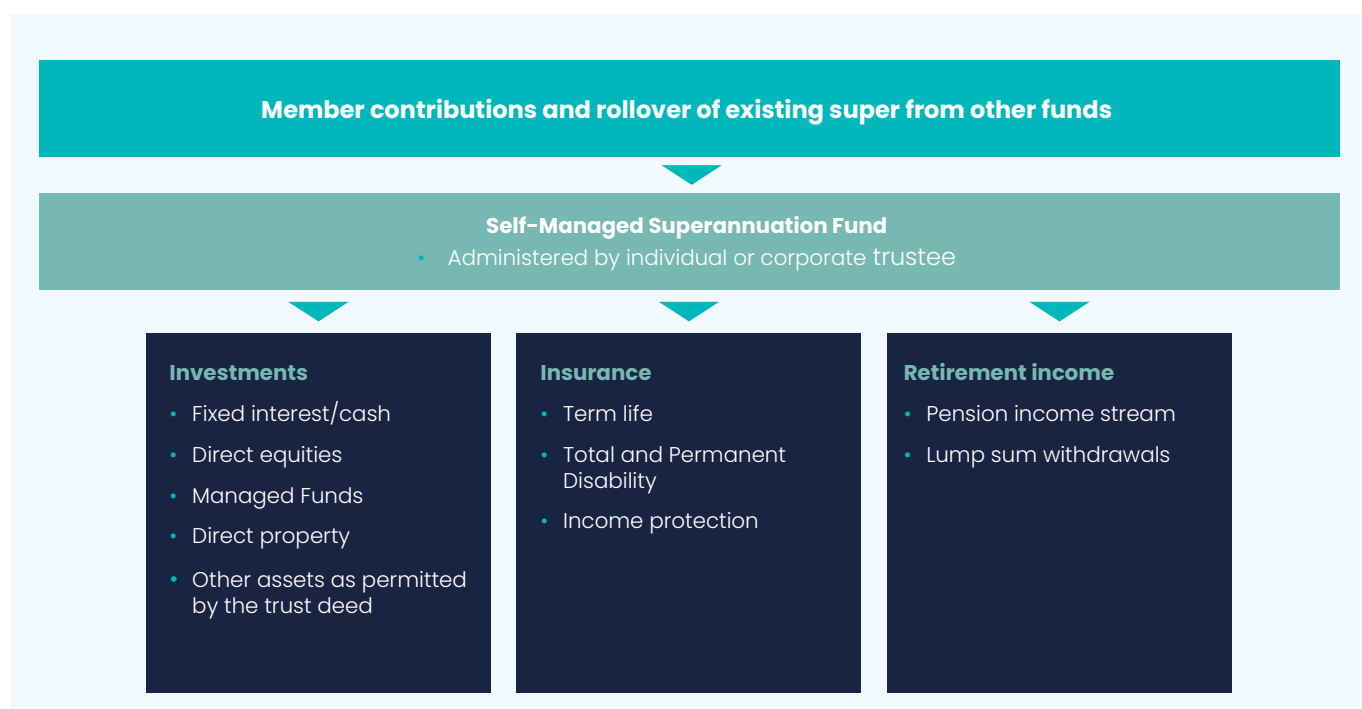 Member contributions and rollover of existing super from other funds
Self-Managed Superannuation Fund
• Administered by individual or corporate trustee
Investments
• Fixed interest/cash
• Direct equities
• Managed Funds
• Direct property
• Other assets as permitted
by the trust deed
Insurance
• Term life
• Total and Permanent
Disability
• Income protection
Retirement income
• Pension income stream
• Lump sum withdrawals